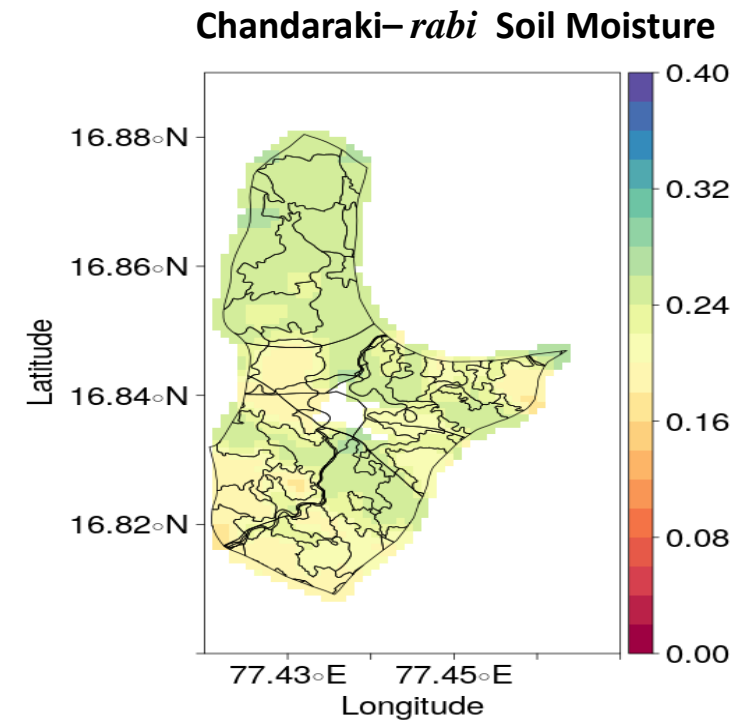 Chandaraki– rabi Soil Moisture
0.40
16.88○N
0.32
16.86○N
0.24
Latitude
16.84○N
0.16
16.82○N
0.08
0.00
77.43○E 77.45○E
Longitude